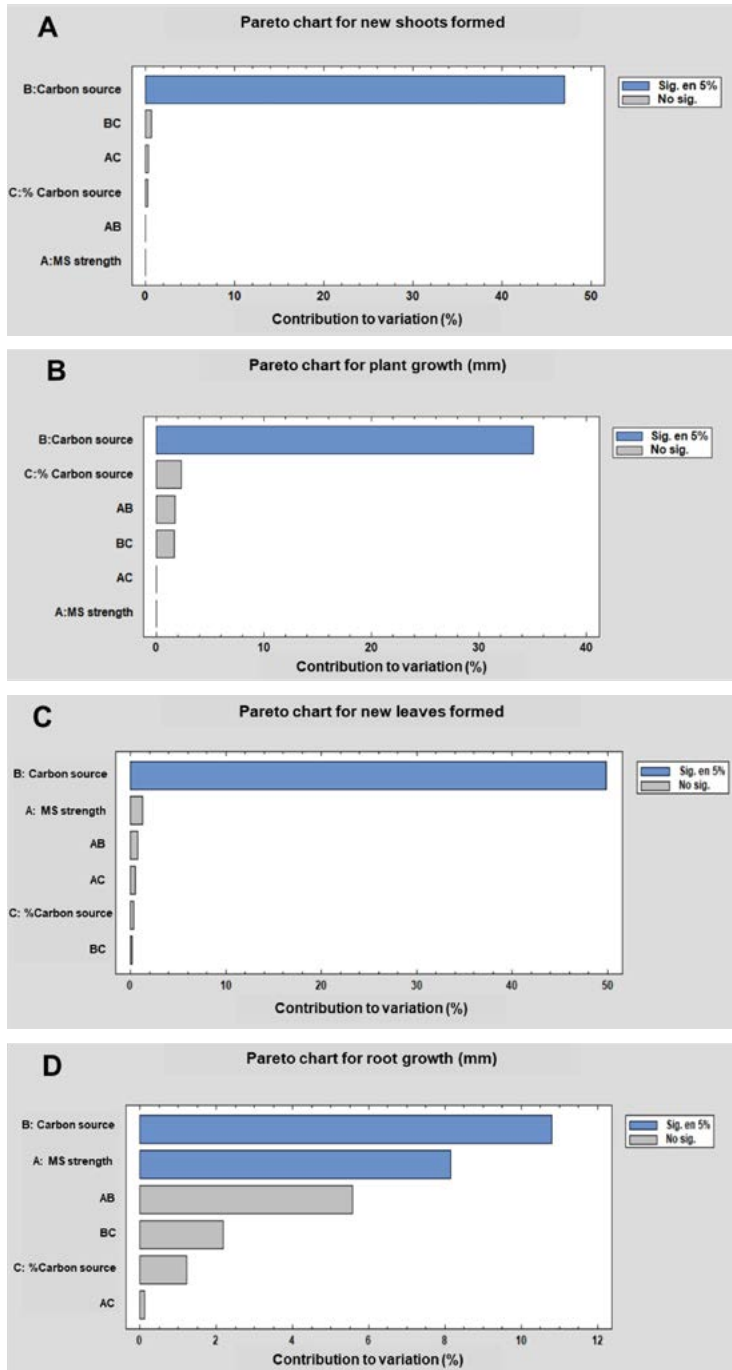 A
Pareto chart for new shoots formed
B:Carbon source
BC
AC
C:% Carbon source
AB
A:MS strength
0 10 20 30 40 50
Contribution to variation (%)
Sig. en 5%
No sig.
B
Pareto chart for plant growth (mm)
B:Carbon source
C:% Carbon source
AB
BC
AC
A:MS strength
0 10 20 30 40
Contribution to variation (%)
Sig. en 5%
No sig.
C
Pareto chart for new leaves formed
B: Carbon source
A: MS strength
AB
AC
C: %Carbon source
BC
0 10 20 30 40 50
Contribution to variation (%)
Sig. en 5%
No sig.
D
Pareto chart for root growth (mm)
B: Carbon source
A: MS strength
AB
BC
C: %Carbon source
AC
0 2 4 6 8 10 12
Contribution to variation (%)
Sig. en 5%
No sig.